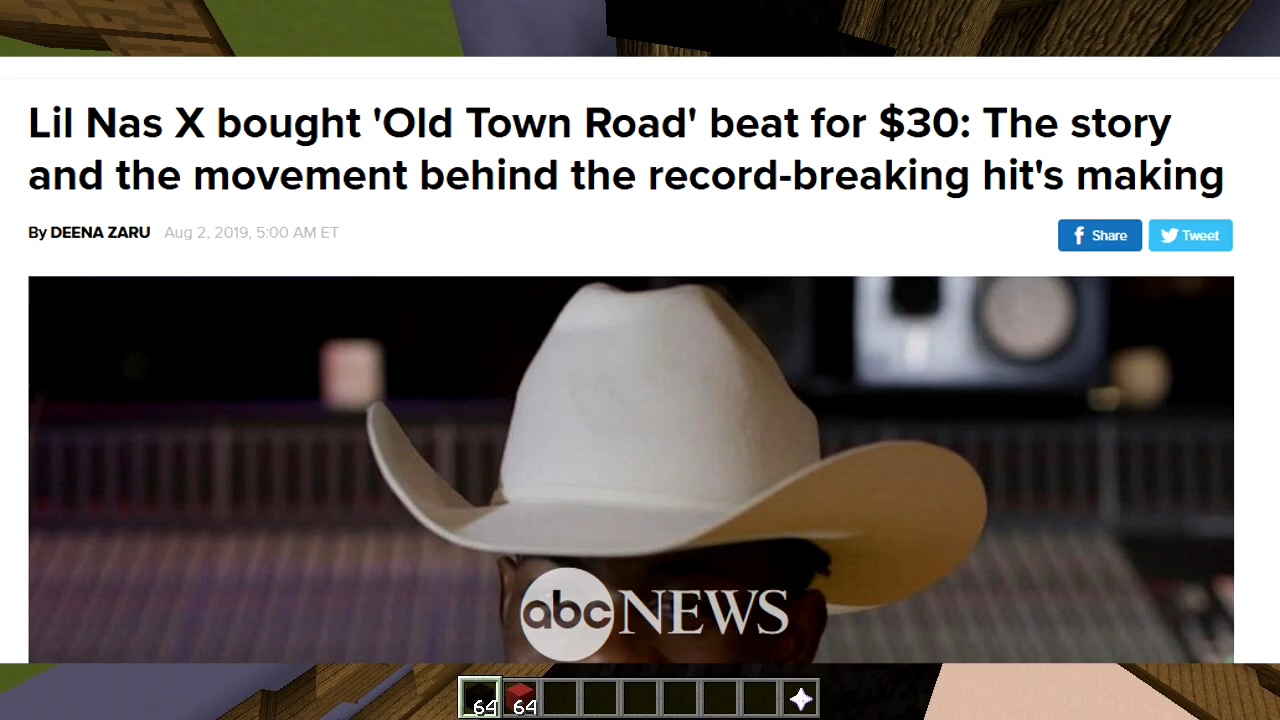 Lil Nas X bought 'Old Town Road' beat for $30: The story
and the movement behind the record-breaking hit's making
By DEENA ZARU Aug 2, 2019, 5:00 AM ET
Share
Tweet
abc NEWS
64
64